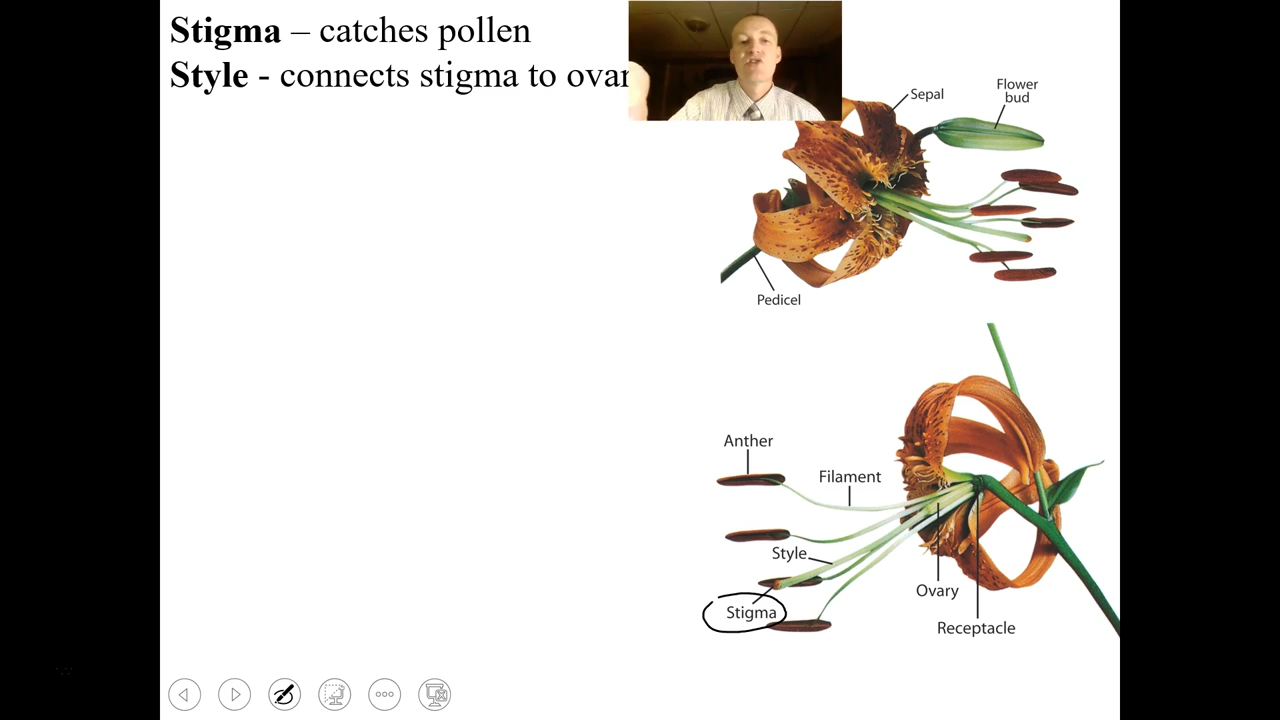 Stigma – catches pollen
Style - connects stigma to ovar
Sepal
Flower
bud
Pedicel
Anther
Filament
Style
Stigma
Ovary
Receptacle